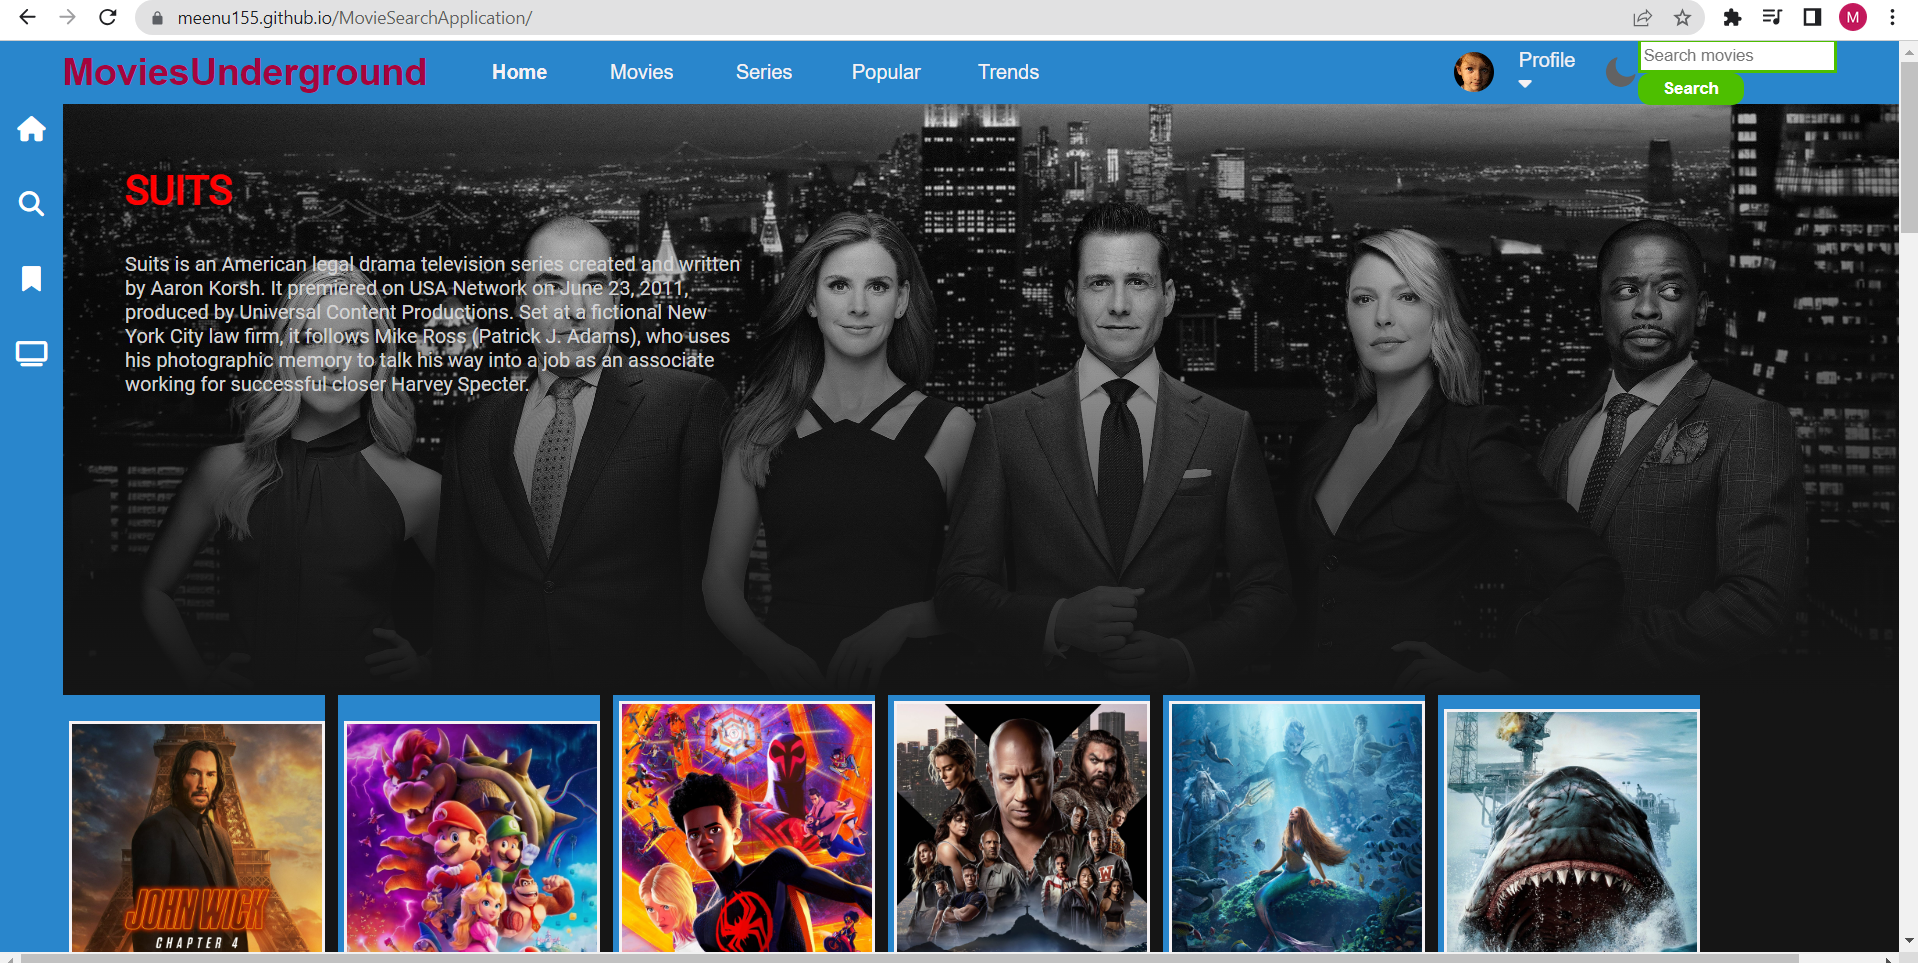 meenu155.github.io/MovieSearchApplication/
M
MoviesUnderground
Home
Movies
Series
Popular
Trends
Profile
Search movies
Search
SUITS
Suits is an American legal drama television series created and written
by Aaron Korsh. It premiered on USA Network on June 23, 2011,
produced by Universal Content Productions. Set at a fictional New
York City law firm, it follows Mike Ross (Patrick J. Adams), who uses
his photographic memory to talk his way into a job as an associate
working for successful closer Harvey Specter.
JOHN WICK
CHAPTER 4